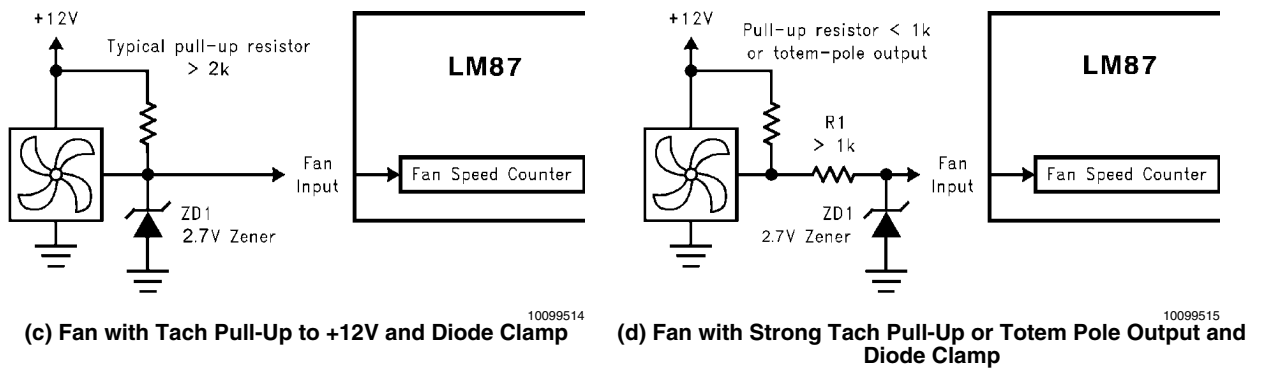 +12V
Typical pull-up resistor
> 2k
LM87
Fan
Input
Fan Speed Counter
ZD1
2.7V Zener
10099514
(c) Fan with Tach Pull-Up to +12V and Diode Clamp
+12V
Pull-up resistor < 1k
or totem-pole output
LM87
R1
> 1k
Fan
Input
Fan Speed Counter
ZD1
2.7V Zener
10099515
(d) Fan with Strong Tach Pull-Up or Totem Pole Output and
Diode Clamp